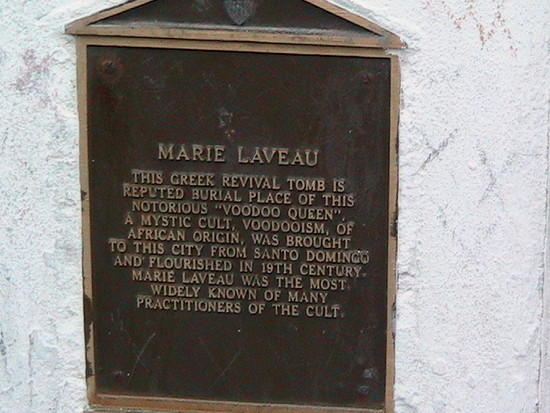 MARIE LAVEAU
THIS GREEK REVIVAL TOMB IS
REPUTED BURIAL PLACE OF THIS
NOTORIOUS "VOODOO QUEEN".
A MYSTIC CULT, VOODOOISM, OF
AFRICAN ORIGIN, WAS BROUGHT
TO THIS CITY FROM SANTO DOMINGO
AND FLOURISHED IN 19TH CENTURY.
MARIE LAVEAU WAS THE MOST
WIDELY KNOWN OF MANY
PRACTITIONERS OF THE CULT.